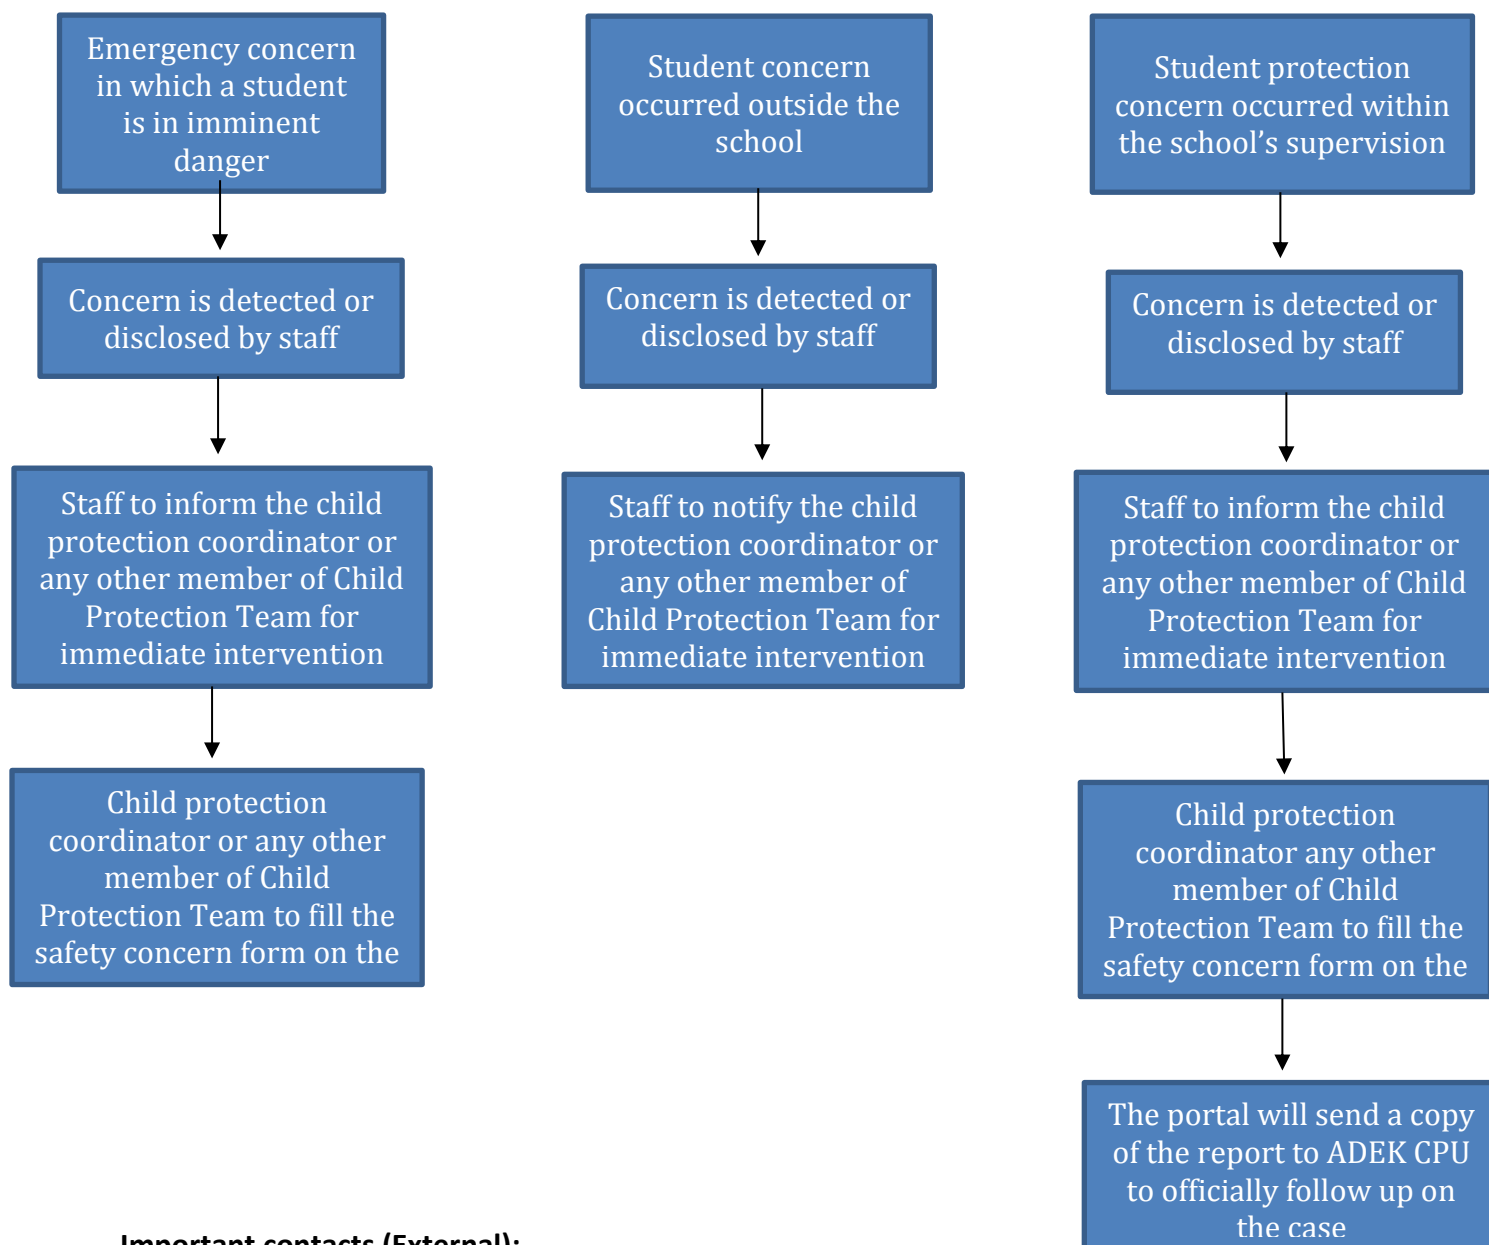 Emergency concern
in which a student
is in imminent
danger
Concern is detected or
disclosed by staff
Staff to inform the child
protection coordinator or
any other member of Child
Protection Team for
immediate intervention
Child protection
coordinator or any other
member of Child
Protection Team to fill the
safety concern form on the
Student concern
occurred outside the
school
Concern is detected or
disclosed by staff
Staff to notify the child
protection coordinator or
any other member of
Child Protection Team for
immediate intervention
Student protection
concern occurred within
the school’s supervision
Concern is detected or
disclosed by staff
Staff to inform the child
protection coordinator or
any other member of Child
Protection Team for
immediate intervention
Child protection
coordinator any other
member of Child
Protection Team to fill the
safety concern form on the
The portal will send a copy
of the report to ADEK CPU
to officially follow up on
the case
Important contacts (External):